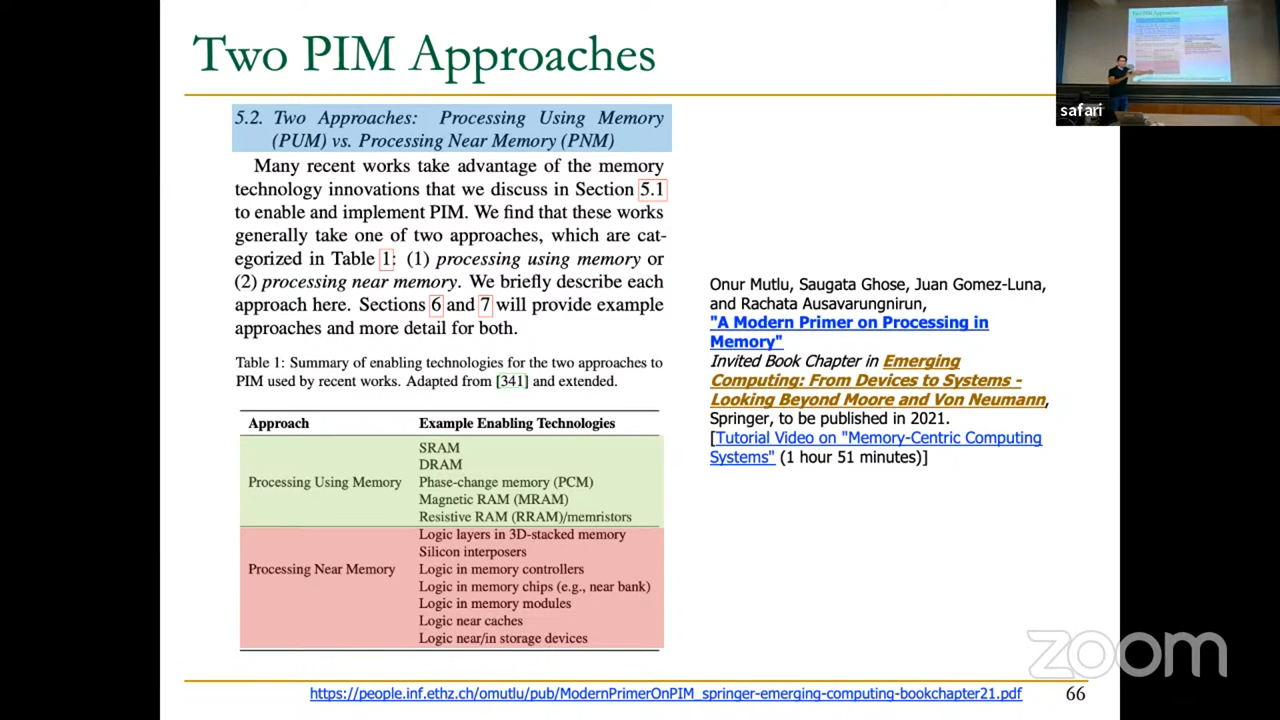 Two PIM Approaches
5.2. Two Approaches: Processing Using Memory
(PUM) vs. Processing Near Memory (PNM)
Many recent works take advantage of the memory
technology innovations that we discuss in Section 5.1
to enable and implement PIM. We find that these works
generally take one of two approaches, which are cat-
egorized in Table 1: (1) processing using memory or
(2) processing near memory. We briefly describe each
approach here. Sections 6 and 7 will provide example
approaches and more detail for both.
Table 1: Summary of enabling technologies for the two approaches to
PIM used by recent works. Adapted from [341] and extended.
Approach Example Enabling Technologies
SRAM
DRAM
Processing Using Memory Phase-change memory (PCM)
Magnetic RAM (MRAM)
Resistive RAM (RRAM)/memristors
Logic layers in 3D-stacked memory
Silicon interposers
Processing Near Memory Logic in memory controllers
Logic in memory chips (e.g., near bank)
Logic in memory modules
Logic near caches
Logic near/in storage devices
Onur Mutlu, Saugata Ghose, Juan Gomez-Luna,
and Rachata Ausavarungnirun,
"A Modern Primer on Processing in
Memory"
Invited Book Chapter in Emerging
Computing: From Devices to Systems -
Looking Beyond Moore and Von Neumann,
Springer, to be published in 2021.
[Tutorial Video on "Memory-Centric Computing
Systems" (1 hour 51 minutes)]
https://people.inf.ethz.ch/omutlu/pub/ModernPrimerOnPIM_springer-emerging-computing-bookchapter21.pdf
66
Two PIM Approaches
safari
zoom